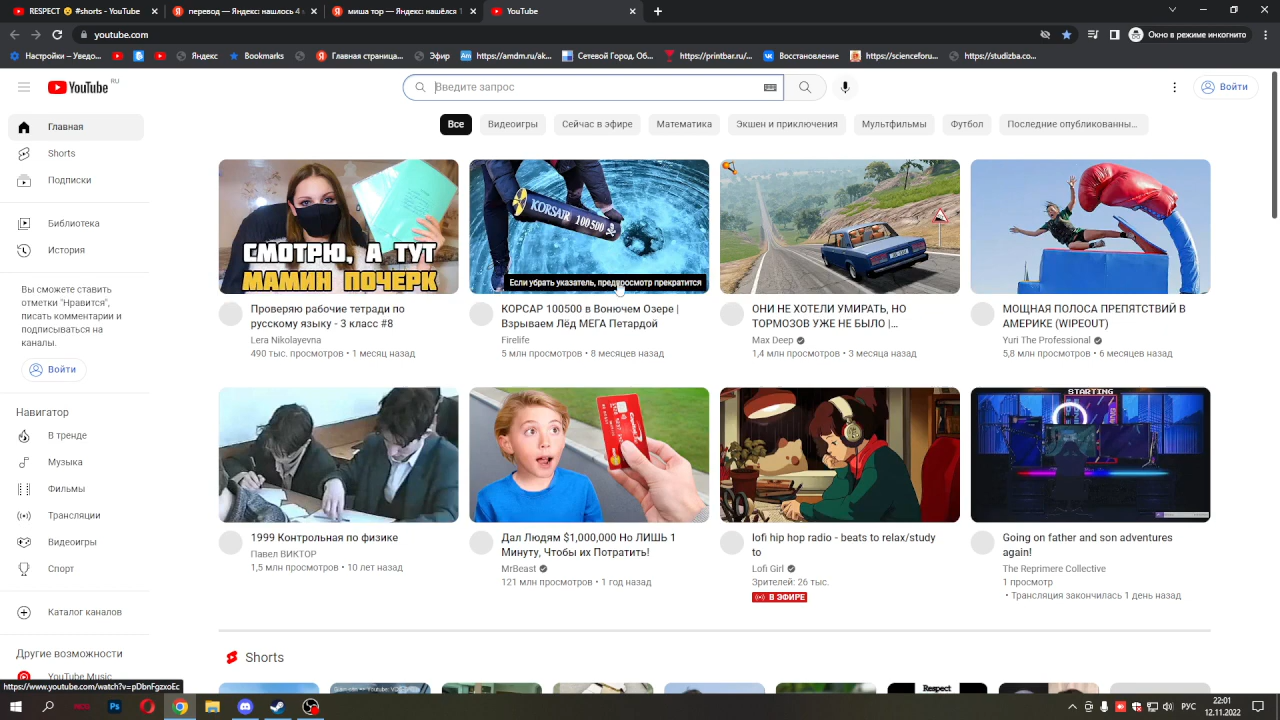 RESPECT 😮 #shorts
Яндекс: нашлось 4
миша тор — Яндекс нашёлся 1
YouTube
youtube.com
Окно в режиме инкогнито
Настройки – Уведо...
Яндекс
Bookmarks
Главная страница...
Эфир
https://amdm.ru/ak...
Сетевой Город. Обр...
https://printbar.ru/...
Восстановление
https://scienceforu...
https://studizba.co...
YouTube RU
Введите запрос
Войти
Главная
Shorts
Подписки
Библиотека
История
Вы сможете ставить
отметки "Нравится",
писать комментарии и
подписываться на
каналы.
Войти
Навигатор
В тренде
Музыка
Фильмы
Трансляции
Видеоигры
Спорт
Каталог каналов
Другие возможности
YouTube Music
https://www.youtube.com/watch?v=pDbnFgzxoEc
Все
Видеоигры
Сейчас в эфире
Математика
Экшен и приключения
Мультфильмы
Футбол
Последние опубликованны...
СМОТРЮ, А ТУТ
МАМИН ПОЧЕРК
Проверяю рабочие тетради по
русскому языку - 3 класс #8
Lera Nikolayevna
490 тыс. просмотров • 1 месяц назад
KORSAIR 100500
Если убрать указатель, предпросмотр прекратится
КОРСАР 100500 в Вонючем Озере |
Взрываем Лёд МЕГА Петардой
Firelife
5 млн просмотров • 8 месяцев назад
ОНИ НЕ ХОТЕЛИ УМИРАТЬ, НО
ТОРМОЗОВ УЖЕ НЕ БЫЛО |...
Max Deep
1,4 млн просмотров • 3 месяца назад
МОЩНАЯ ПОЛОСА ПРЕПЯТСТВИЙ В
АМЕРИКЕ (WIPEOUT)
Yuri The Professional
5,8 млн просмотров • 6 месяцев назад
1999 Контрольная по физике
Павел ВИКТОР
1,5 млн просмотров • 10 лет назад
Дал Людям $1,000,000 Но ЛИШЬ 1
Минуту, Чтобы их Потратить!
MrBeast
121 млн просмотров • 1 год назад
lofi hip hop radio - beats to relax/study
to
Lofi Girl
Зрителей: 26 тыс.
В ЭФИРЕ
STARTING
Going on father and son adventures
again!
The Reprimere Collective
1 просмотр
• Трансляция закончилась 1 день назад
Shorts
Respect
РУС
22:01
12.11.2022